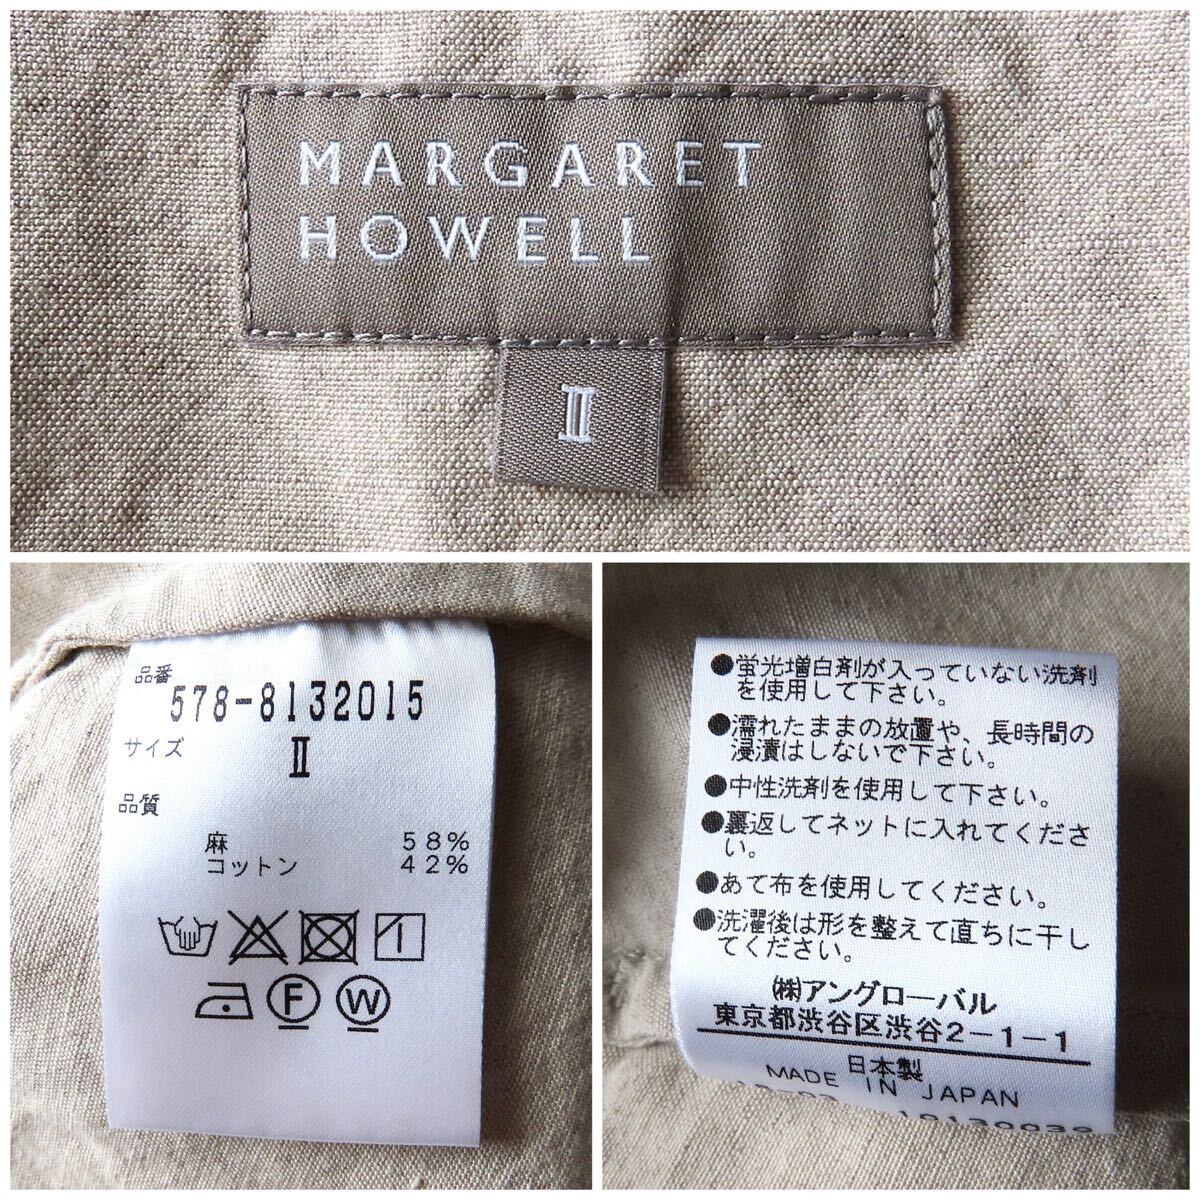 MARGARET
HOWELL
Ⅱ
品番
578-8132015
サイズ
Ⅱ
品質
麻 58%
コットン 42%
F W
●蛍光増白剤が入っていない洗剤
を使用して下さい。
●濡れたままの放置や、長時間の
浸漬はしないで下さい。
●中性洗剤を使用して下さい。
●裏返してネットに入れてくださ
い。
●あて布を使用してください。
●洗濯後は形を整えて直ちに干し
てください。
㈱アングローバル
東京都渋谷区渋谷2-1-1
日本製
MADE IN JAPAN